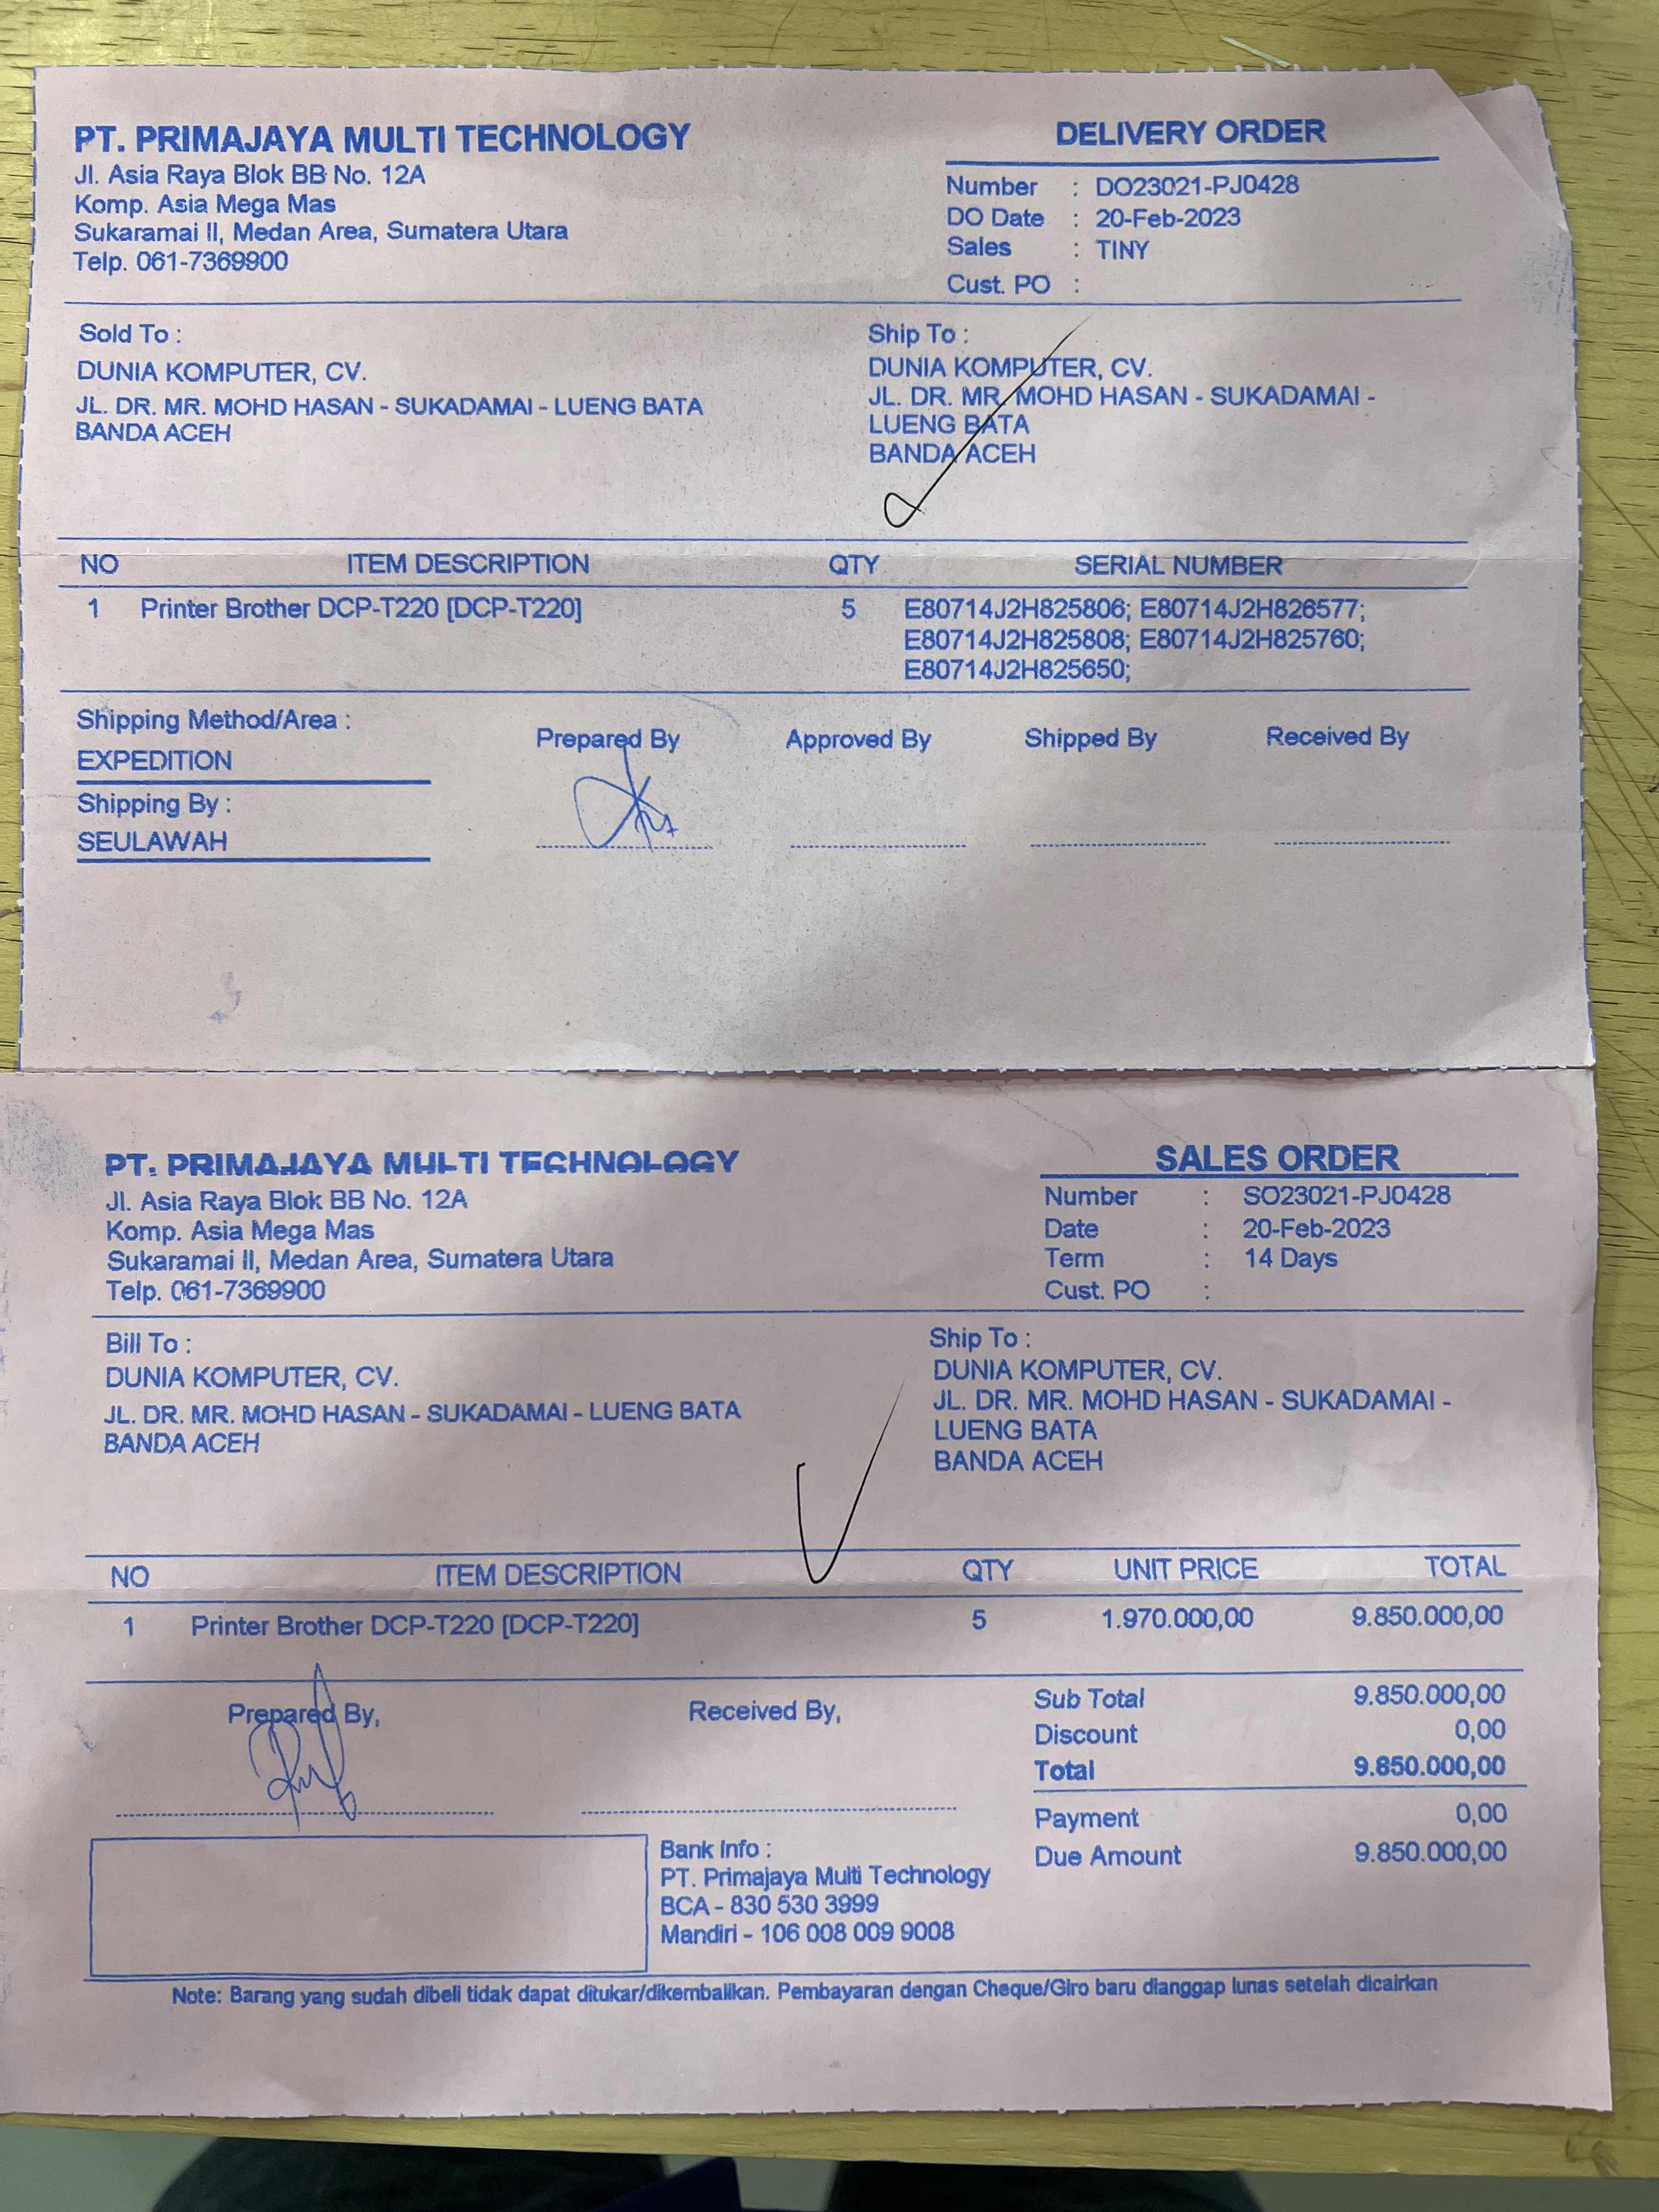 PT. PRIMAJAYA MULTI TECHNOLOGY
Jl. Asia Raya Blok BB No. 12A
Komp. Asia Mega Mas
Sukaramai II, Medan Area, Sumatera Utara
Telp. 061-7369900
DELIVERY ORDER
Number : DO23021-PJ0428
DO Date : 20-Feb-2023
Sales : TINY
Cust. PO :
Sold To :
DUNIA KOMPUTER, CV.
JL. DR. MR. MOHD HASAN - SUKADAMAI - LUENG BATA
BANDA ACEH
Ship To :
DUNIA KOMPUTER, CV.
JL. DR. MR. MOHD HASAN - SUKADAMAI -
LUENG BATA
BANDA ACEH
NO ITEM DESCRIPTION QTY SERIAL NUMBER
1 Printer Brother DCP-T220 [DCP-T220] 5 E80714J2H825806; E80714J2H826577;
E80714J2H825808; E80714J2H825760;
E80714J2H825650;
Shipping Method/Area :
EXPEDITION
Shipping By :
SEULAWAH
Prepared By Approved By Shipped By Received By
PT. PRIMAJAYA MULTI TECHNOLOGY
Jl. Asia Raya Blok BB No. 12A
Komp. Asia Mega Mas
Sukaramai II, Medan Area, Sumatera Utara
Telp. 061-7369900
SALES ORDER
Number : SO23021-PJ0428
Date : 20-Feb-2023
Term : 14 Days
Cust. PO :
Bill To :
DUNIA KOMPUTER, CV.
JL. DR. MR. MOHD HASAN - SUKADAMAI - LUENG BATA
BANDA ACEH
Ship To :
DUNIA KOMPUTER, CV.
JL. DR. MR. MOHD HASAN - SUKADAMAI -
LUENG BATA
BANDA ACEH
NO ITEM DESCRIPTION QTY UNIT PRICE TOTAL
1 Printer Brother DCP-T220 [DCP-T220] 5 1.970.000,00 9.850.000,00
Prepared By, Received By,
Sub Total 9.850.000,00
Discount 0,00
Total 9.850.000,00
Payment 0,00
Due Amount 9.850.000,00
Bank Info :
PT. Primajaya Multi Technology
BCA - 830 530 3999
Mandiri - 106 008 009 9008
Note: Barang yang sudah dibeli tidak dapat ditukar/dikembalikan. Pembayaran dengan Cheque/Giro baru dianggap lunas setelah dicairkan